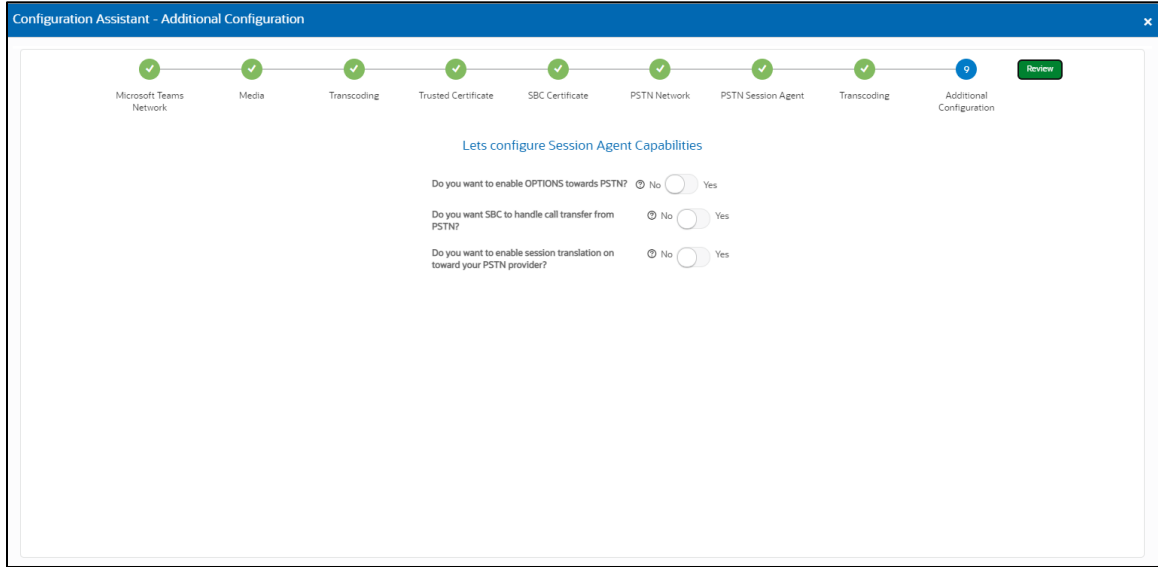 Configuration Assistant - Additional Configuration
×
9
Review
Microsoft Teams
Network
Media
Transcoding
Trusted Certificate
SBC Certificate
PSTN Network
PSTN Session Agent
Transcoding
Additional
Configuration
Lets configure Session Agent Capabilities
Do you want to enable OPTIONS towards PSTN? ? No Yes
Do you want SBC to handle call transfer from
PSTN?
? No Yes
Do you want to enable session translation on
toward your PSTN provider?
? No Yes